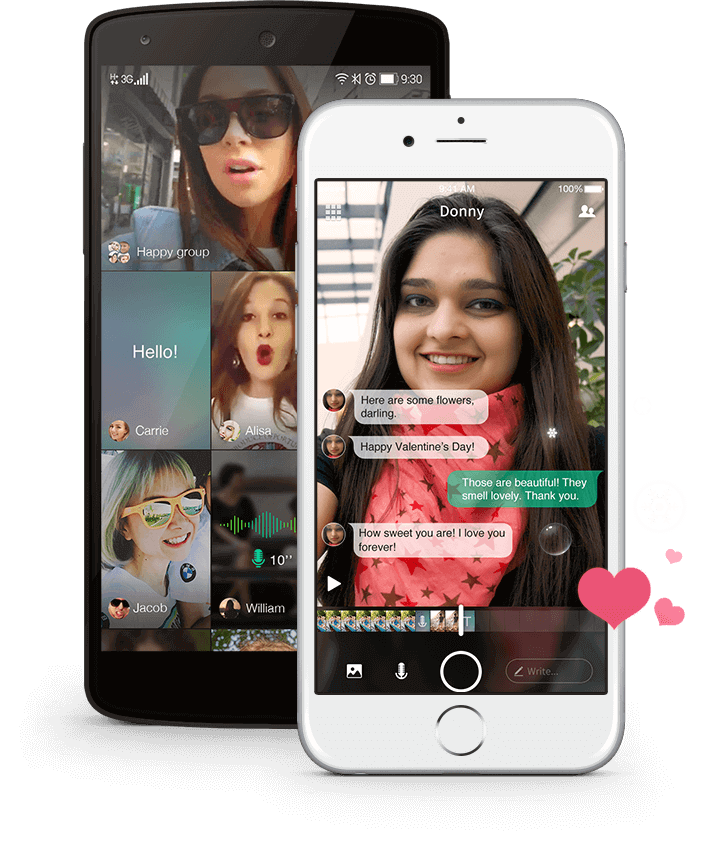 3G
9:30
Happy group
Hello!
Carrie
Alisa
10''
Jacob
William
9:41 AM
100%
Donny
Here are some flowers,
darling.
Happy Valentine's Day!
Those are beautiful! They
smell lovely. Thank you.
How sweet you are! I love you
forever!
T
Write...